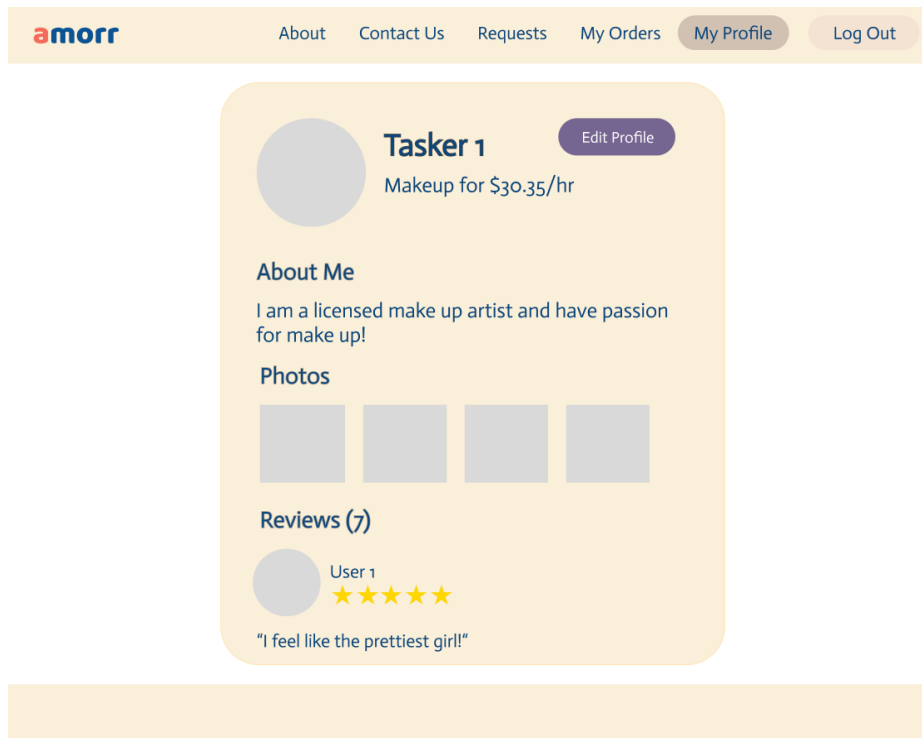 amorr
About Contact Us Requests My Orders My Profile Log Out
Tasker 1
Edit Profile
Makeup for $30.35/hr
About Me
I am a licensed make up artist and have passion
for make up!
Photos
Reviews (7)
User 1
“I feel like the prettiest girl!“